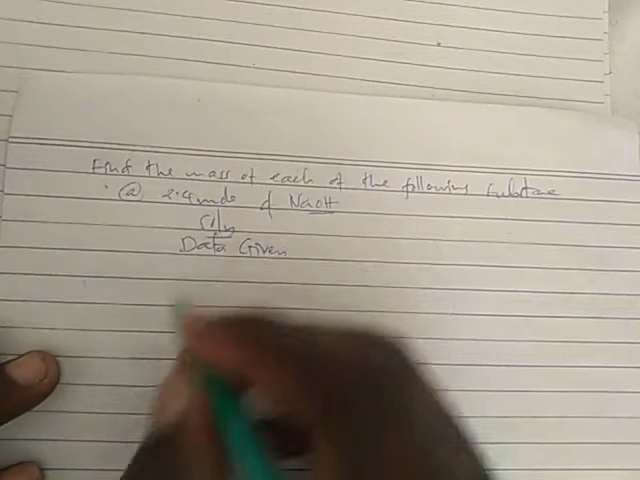 Find the mass of each of the following Substance
(a) 2.4 mole of NaOH
Soln
Data Given